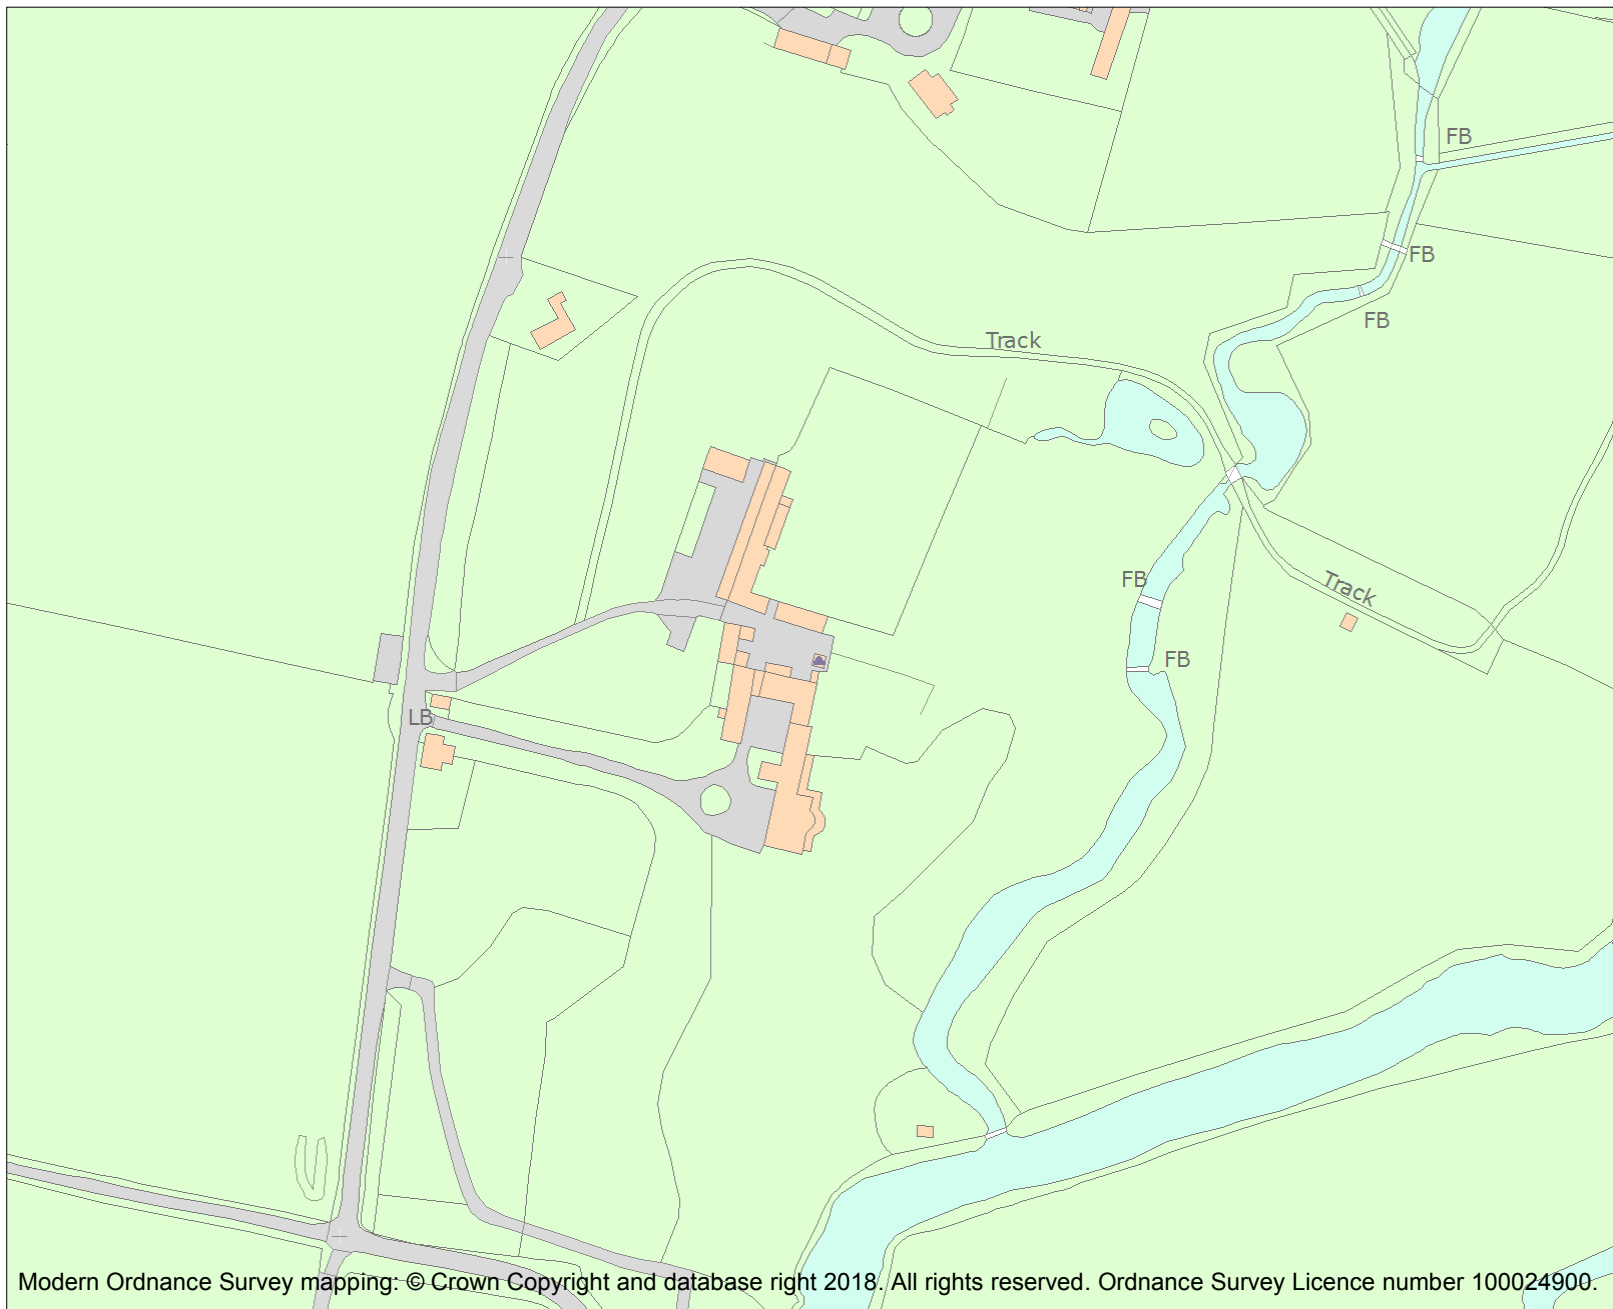 FB
FB
FB
Track
FB
Track
FB
LB
Modern Ordnance Survey mapping: © Crown Copyright and database right 2018. All rights reserved. Ordnance Survey Licence number 100024900.